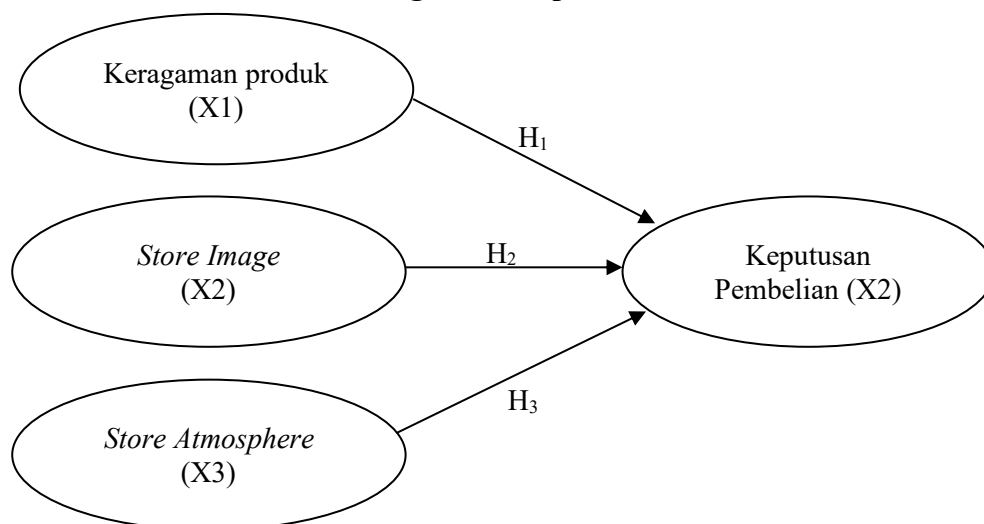 Keragaman produk
(X1)
H1
Store Image
(X2)
H2
Keputusan
Pembelian (X2)
H3
Store Atmosphere
(X3)